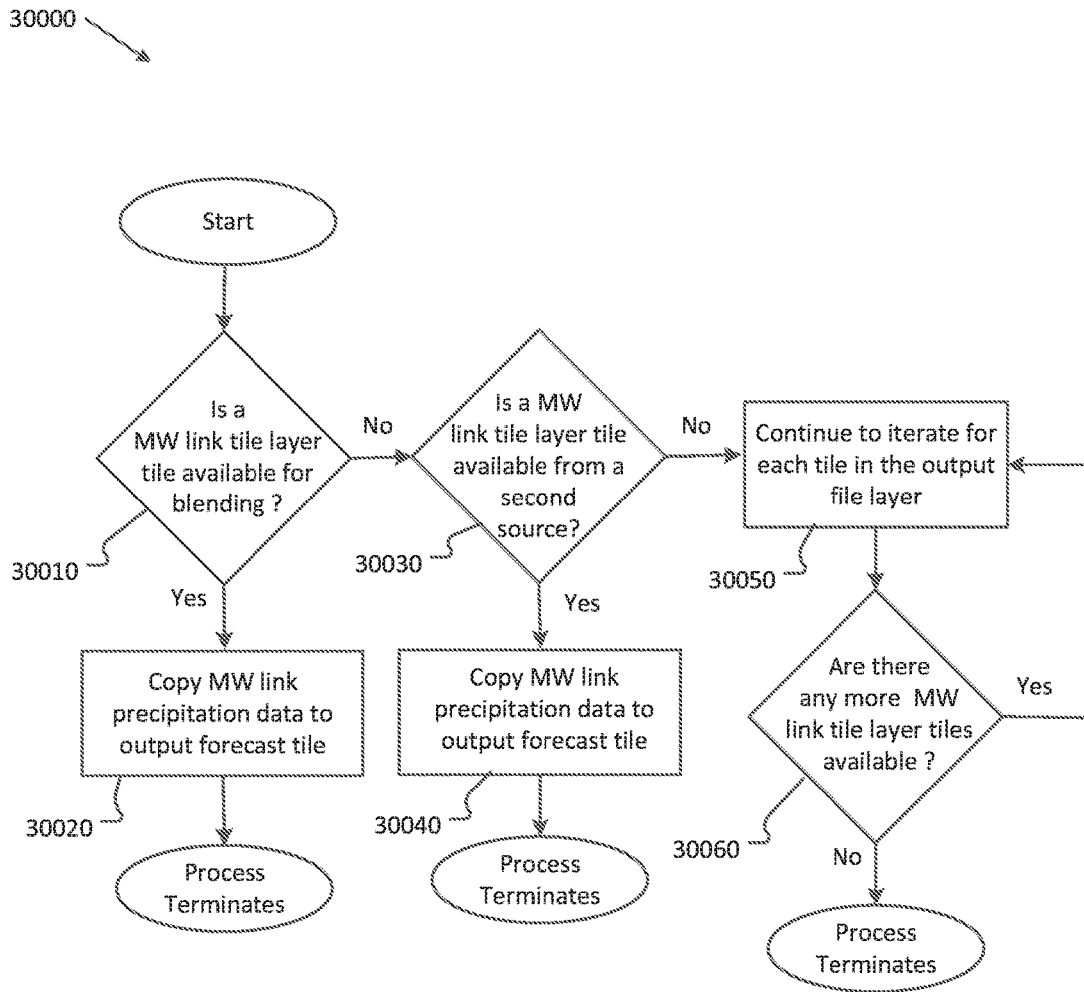 30000
Start
Is a
MW link tile layer
tile available for
blending ?
30010
No
Yes
Copy MW link
precipitation data to
output forecast tile
30020
Process
Terminates
Is a MW
link tile layer tile
available from a
second
source?
30030
No
Yes
Copy MW link
precipitation data to
output forecast tile
30040
Process
Terminates
Continue to iterate for
each tile in the output
file layer
30050
Are there
any more MW
link tile layer tiles
available ?
30060
Yes
No
Process
Terminates